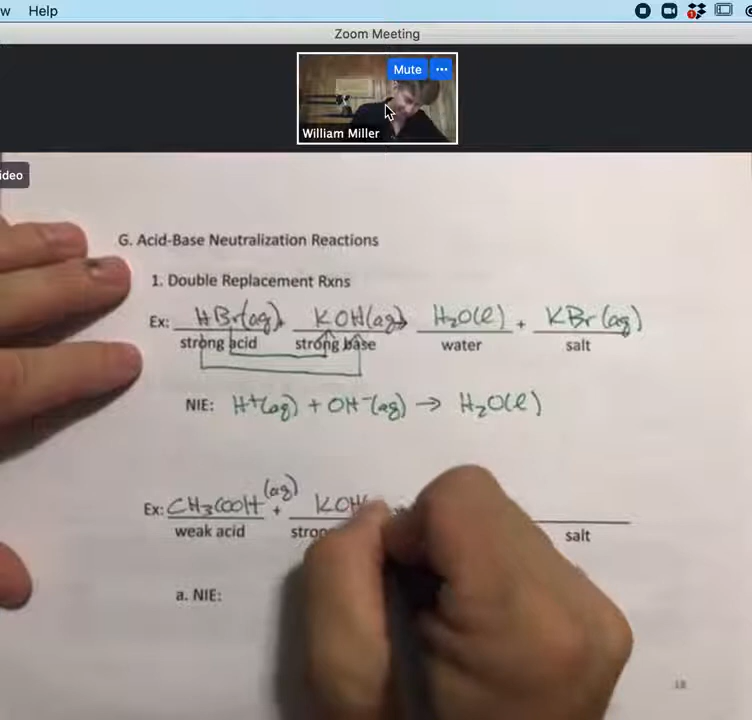 w Help
Zoom Meeting
Mute ...
William Miller
ideo
G. Acid-Base Neutralization Reactions
1. Double Replacement Rxns
Ex: HBr(aq) + KOH(aq) → H₂O(l) + KBr(aq)
strong acid strong base water salt
NIE: H⁺(aq) + OH⁻(aq) → H₂O(l)
Ex: CH₃COOH (aq) + KOH(
weak acid salt
a. NIE:
18